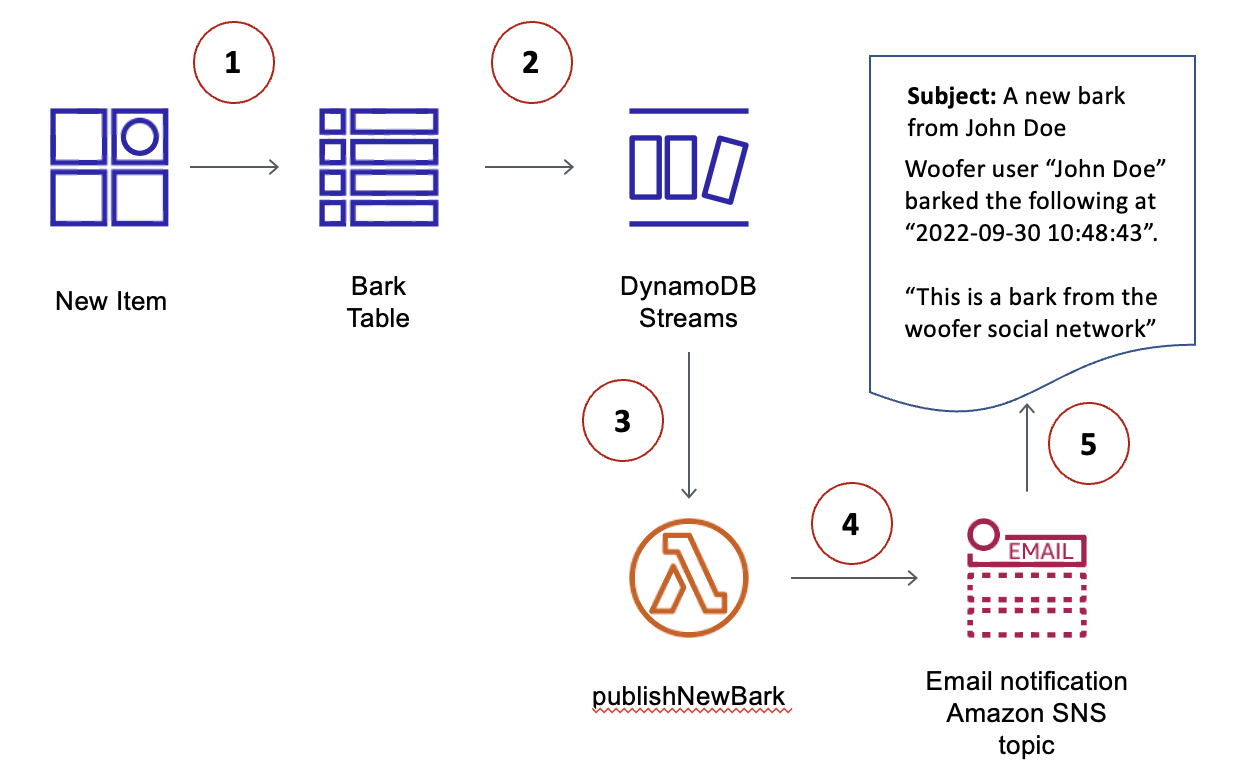 1
2
New Item
Bark
Table
DynamoDB
Streams
Subject: A new bark
from John Doe
Woofer user “John Doe”
barked the following at
“2022-09-30 10:48:43”.
“This is a bark from the
woofer social network”
3
publishNewBark
4
5
EMAIL
Email notification
Amazon SNS
topic